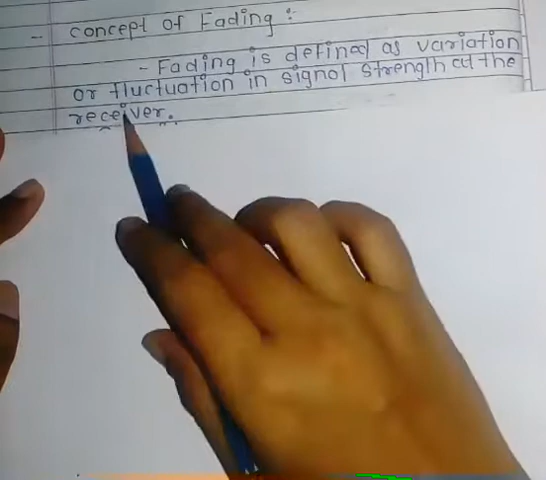 - concept of Fading :
- Fading is defined as variation
or fluctuation in signal strength at the
receiver.